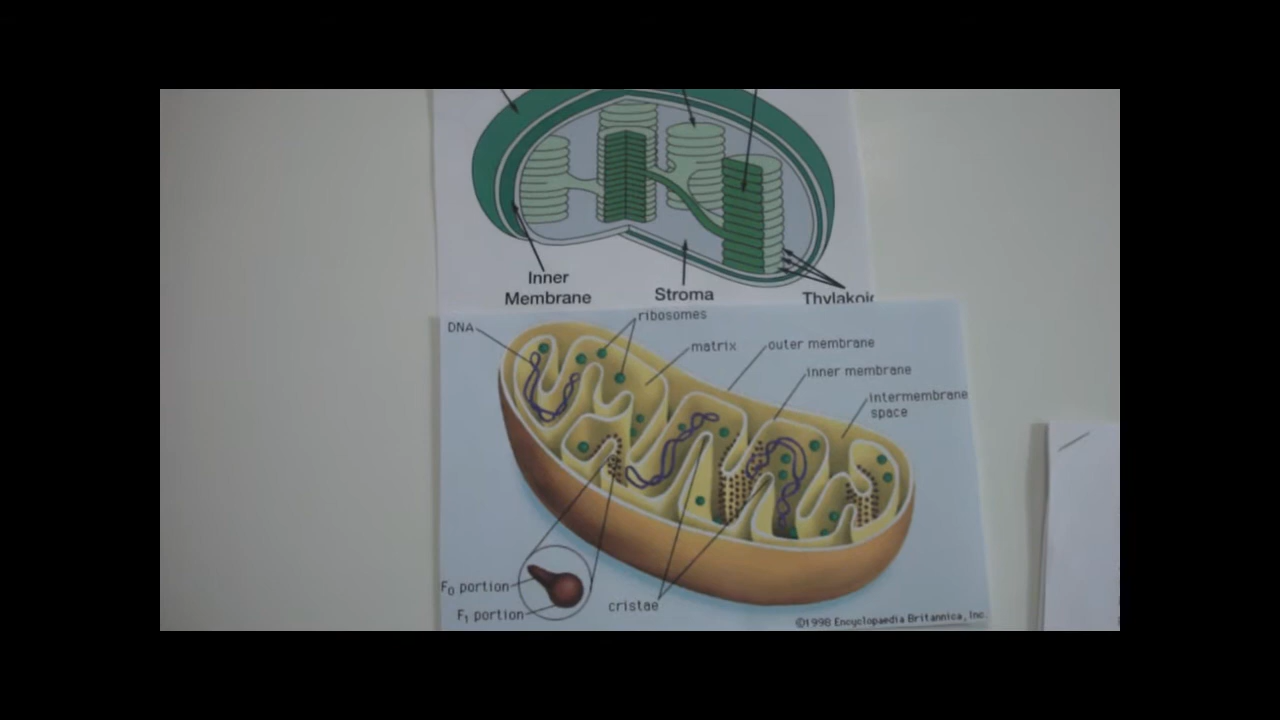 Inner
Membrane
Stroma
Thylakoid
DNA
ribosomes
matrix
outer membrane
inner membrane
intermembrane
space
F₀ portion
F₁ portion
cristae
©1998 Encyclopaedia Britannica, Inc.